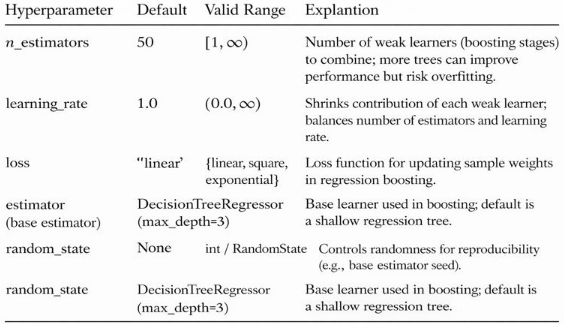 Hyperparameter Default Valid Range Explantion
n_estimators 50 [1, ∞) Number of weak learners (boosting stages)
to combine; more trees can improve
performance but risk overfitting.
learning_rate 1.0 (0.0, ∞) Shrinks contribution of each weak learner;
balances number of estimators and learning
rate.
loss “linear’ {linear, square, Loss function for updating sample weights
exponential} in regression boosting.
estimator DecisionTreeRegressor Base learner used in boosting; default is
(base estimator) (max_depth=3) a shallow regression tree.
random_state None int / RandomState Controls randomness for reproducibility
(e.g., base estimator seed).
random_state DecisionTreeRegressor Base learner used in boosting; default is
(max_depth=3) a shallow regression tree.